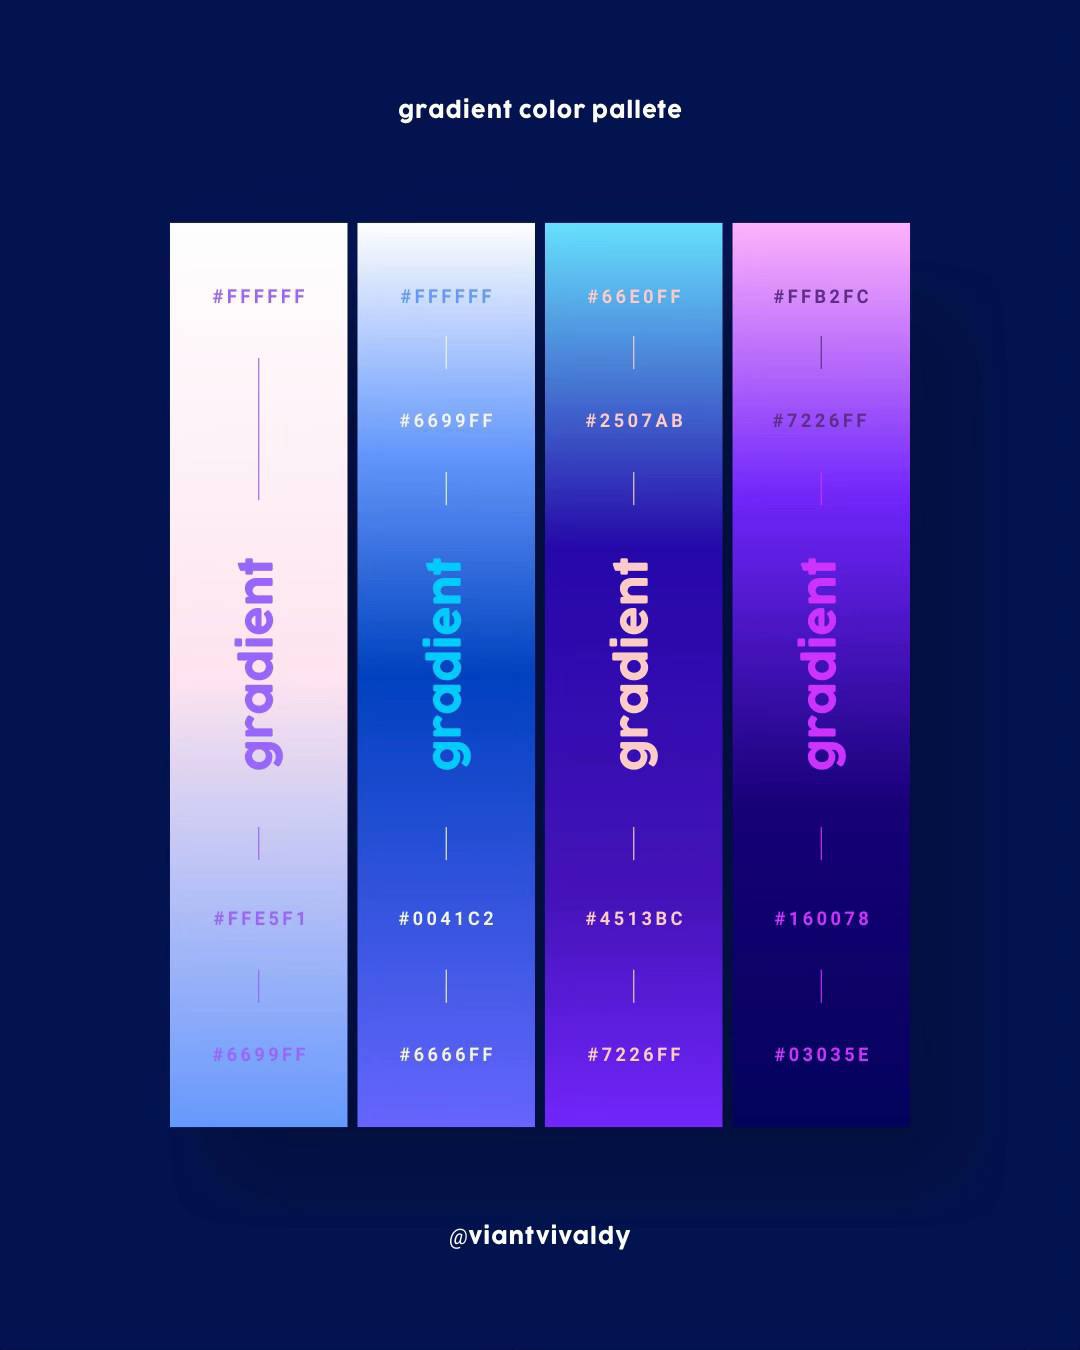 gradient color pallete
#FFFFFF
gradient
#FFE5F1
#6699FF
#FFFFFF
#6699FF
gradient
#0041C2
#6666FF
#66E0FF
#2507AB
gradient
#4513BC
#7226FF
#FFB2FC
#7226FF
gradient
#160078
#03035E
@viantvivaldy